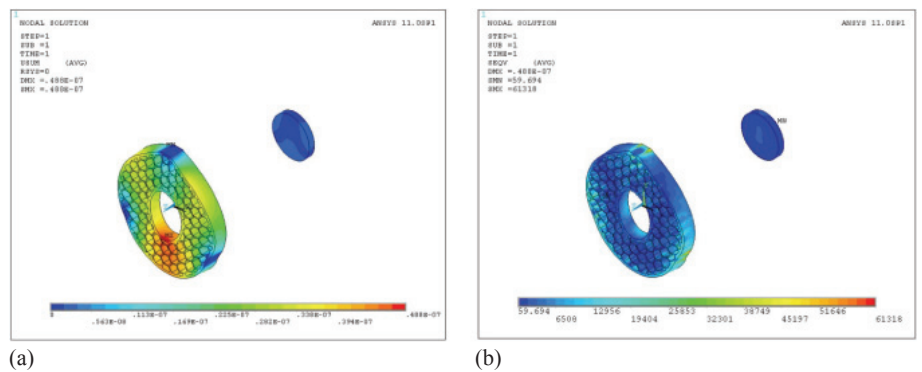 1
NODAL SOLUTION
ANSYS 11.0SP1
STEP=1
SUB =1
TIME=1
USUM (AVG)
RSYS=0
DMX =.488E-07
SMX =.488E-07
MN
0 .113E-07 .225E-07 .338E-07 .488E-07
.563E-08 .169E-07 .282E-07 .394E-07
(a)
1
NODAL SOLUTION
ANSYS 11.0SP1
STEP=1
SUB =1
TIME=1
SEQV (AVG)
DMX =.488E-07
SMN =59.694
SMX =61318
MN
59.694 12956 25853 38749 51646
6508 19404 32301 45197 61318
(b)